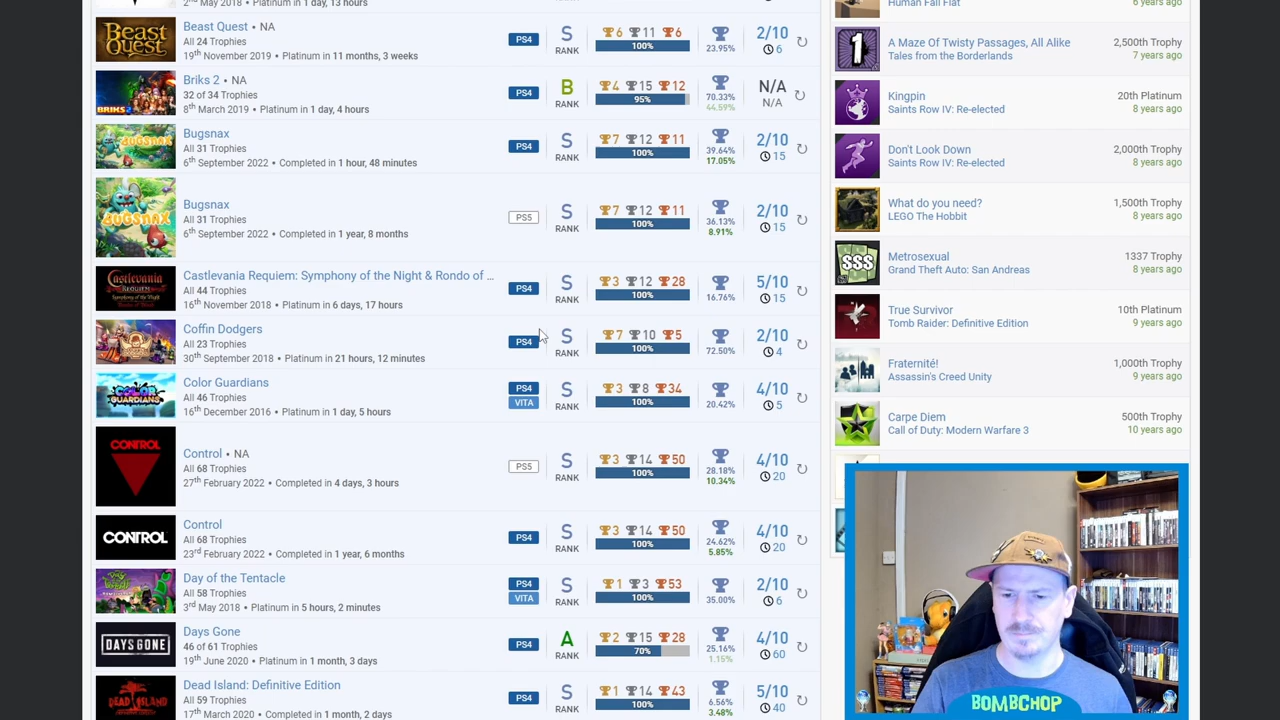 2nd May 2018 • Platinum in 1 day, 13 hours
RANK
Human Fall Flat
6 years ago
BEAST QUEST
Beast Quest • NA
All 24 Trophies
19th November 2019 • Platinum in 11 months, 3 weeks
PS4
S
RANK
6 11 6
100%
23.95%
2/10
6
A Maze Of Twisty Passages, All Alike
Tales from the Borderlands
2,500th Trophy
7 years ago
BRIKS 2
Briks 2 • NA
32 of 34 Trophies
8th March 2019 • Platinum in 1 day, 4 hours
PS4
B
RANK
4 15 12
95%
70.33%
44.59%
N/A
N/A
Kingpin
Saints Row IV: Re-elected
20th Platinum
8 years ago
BUGSNAX
Bugsnax
All 31 Trophies
6th September 2022 • Completed in 1 hour, 48 minutes
PS4
S
RANK
7 12 11
100%
39.64%
17.05%
2/10
15
Don't Look Down
Saints Row IV: Re-elected
2,000th Trophy
8 years ago
BUGSNAX
Bugsnax
All 31 Trophies
6th September 2022 • Completed in 1 year, 8 months
PS5
S
RANK
7 12 11
100%
36.13%
8.91%
2/10
15
What do you need?
LEGO The Hobbit
1,500th Trophy
8 years ago
Castlevania
REQUIEM
Castlevania Requiem: Symphony of the Night & Rondo of ...
All 44 Trophies
16th November 2018 • Platinum in 6 days, 17 hours
PS4
S
RANK
3 12 28
100%
16.76%
5/10
15
SSS
Metrosexual
Grand Theft Auto: San Andreas
1337 Trophy
8 years ago
Coffin Dodgers
All 23 Trophies
30th September 2018 • Platinum in 21 hours, 12 minutes
PS4
S
RANK
7 10 5
100%
72.50%
2/10
4
True Survivor
Tomb Raider: Definitive Edition
10th Platinum
9 years ago
COLOR GUARDIANS
Color Guardians
All 46 Trophies
16th December 2016 • Platinum in 1 day, 5 hours
PS4
VITA
S
RANK
3 8 34
100%
20.42%
4/10
5
Fraternité!
Assassin's Creed Unity
1,000th Trophy
9 years ago
CONTROL
Control • NA
All 68 Trophies
27th February 2022 • Completed in 4 days, 3 hours
PS5
S
RANK
3 14 50
100%
28.18%
10.34%
4/10
20
Carpe Diem
Call of Duty: Modern Warfare 3
500th Trophy
10 years ago
CONTROL
Control
All 68 Trophies
23rd February 2022 • Completed in 1 year, 6 months
PS4
S
RANK
3 14 50
100%
24.62%
5.85%
4/10
20
Day of the Tentacle
All 58 Trophies
3rd May 2018 • Platinum in 5 hours, 2 minutes
PS4
VITA
S
RANK
1 3 53
100%
35.00%
2/10
6
DAYS GONE
Days Gone
46 of 61 Trophies
19th June 2020 • Platinum in 1 month, 3 days
PS4
A
RANK
2 15 28
70%
25.16%
1.15%
4/10
60
DEAD ISLAND
Dead Island: Definitive Edition
All 59 Trophies
March 2020 • Completed in 1 month, 2 days
PS4
S
RANK
1 14 43
100%
6.56%
3.48%
5/10
40
BOMBCHOP